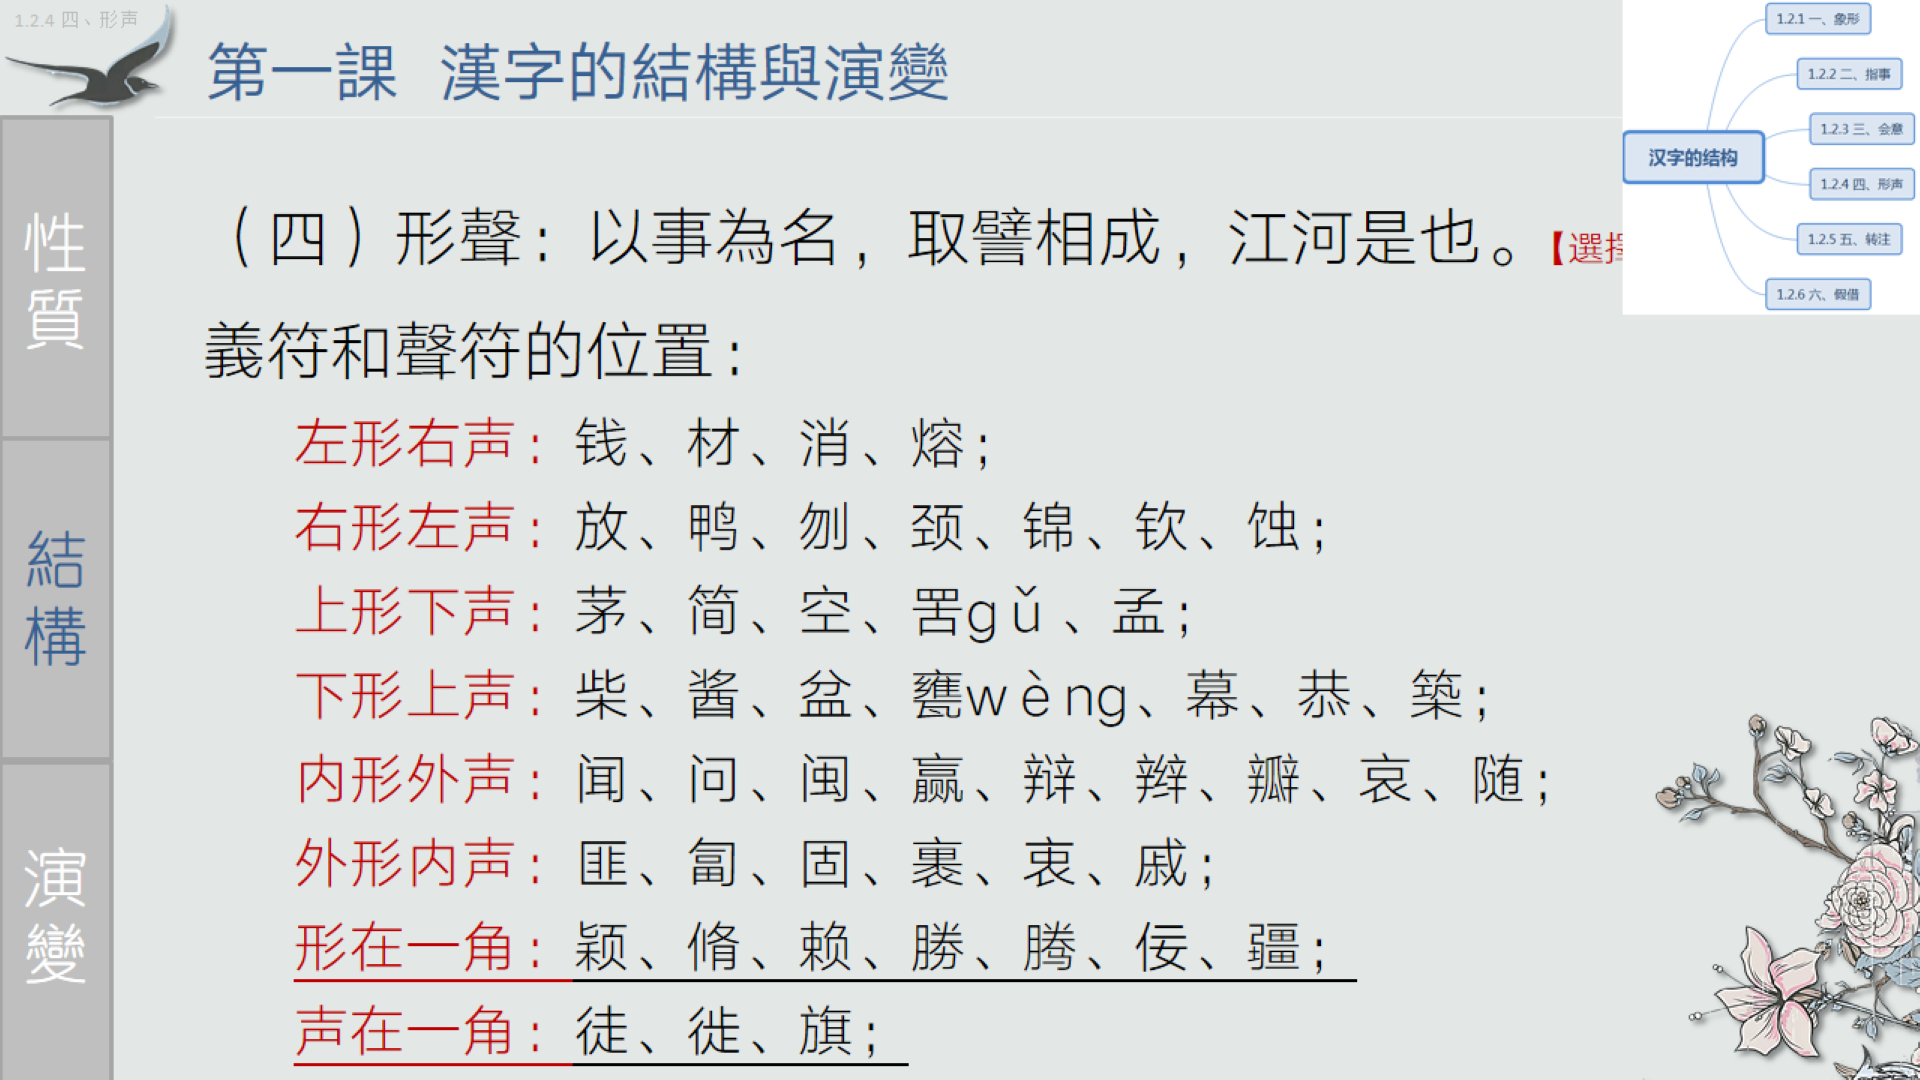 1.2.4 四、形声
第一課 漢字的結構與演變
性質
結構
演變
（四）形聲：以事為名，取譬相成，江河是也。【選擇
義符和聲符的位置：
左形右声：钱、材、消、熔；
右形左声：放、鸭、刎、颈、锦、钦、蚀；
上形下声：茅、简、空、罟gǔ、孟；
下形上声：柴、酱、盆、甕wèng、幕、恭、築；
内形外声：闻、问、闽、赢、辩、辫、瓣、哀、随；
外形内声：匪、匐、固、裹、衷、戚；
形在一角：颖、脩、赖、勝、腾、佞、疆；
声在一角：徒、徙、旗；
汉字的结构
1.2.1 一、象形
1.2.2 二、指事
1.2.3 三、会意
1.2.4 四、形声
1.2.5 五、转注
1.2.6 六、假借